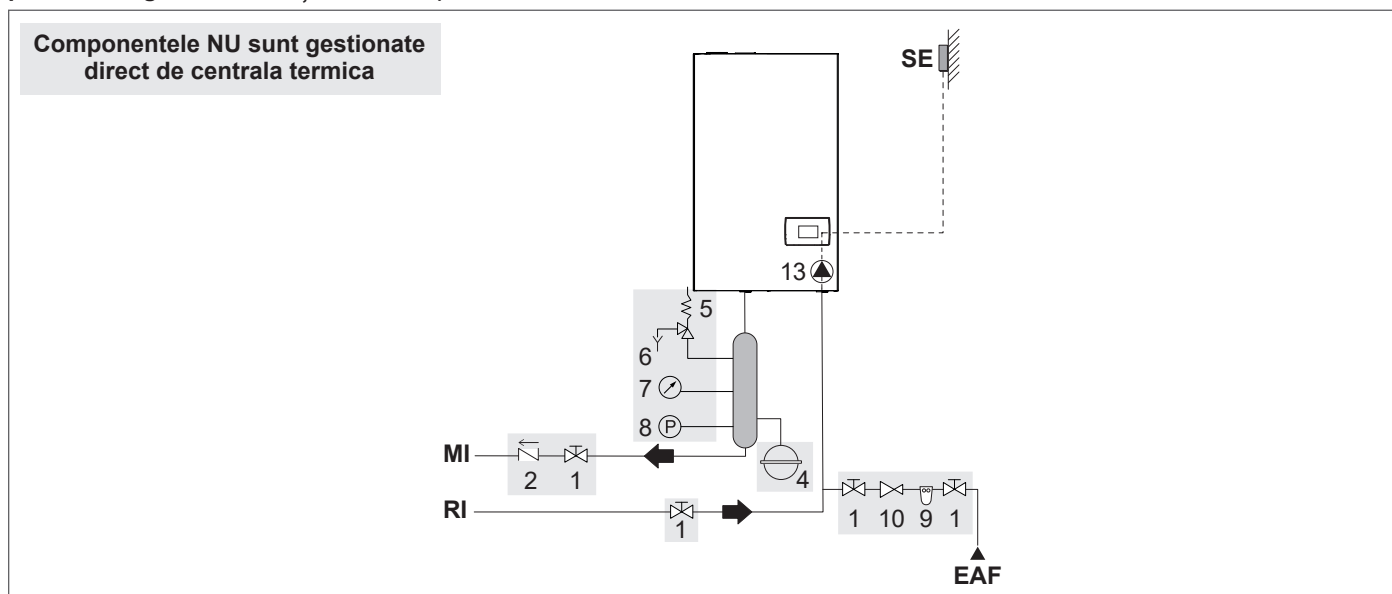 Componentele NU sunt gestionate
direct de centrala termica
SE
13
5
6
7
8 P
MI
2 1
4
RI
1
1 10 9 1
EAF